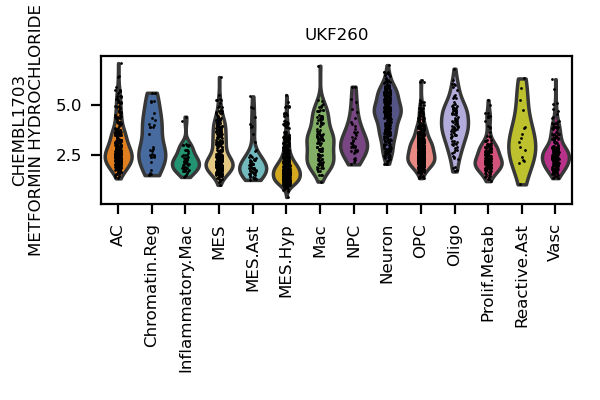 UKF260
CHEMBL1703
METFORMIN HYDROCHLORIDE
5.0
2.5
AC
Chromatin.Reg
Inflammatory.Mac
MES
MES.Ast
MES.Hyp
Mac
NPC
Neuron
OPC
Oligo
Prolif.Metab
Reactive.Ast
Vasc